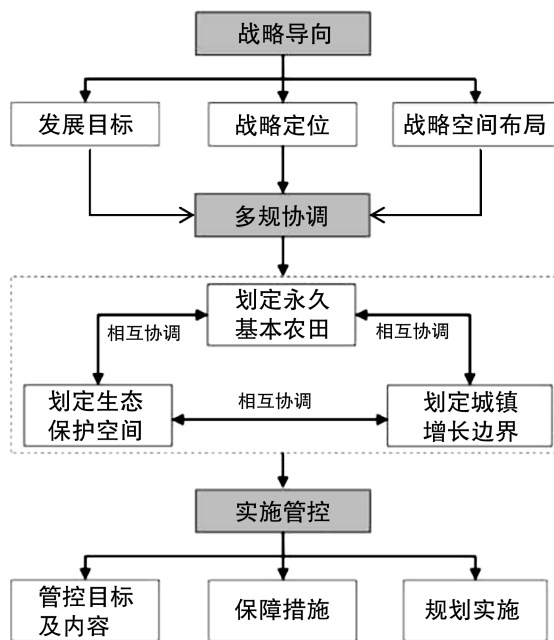 战略导向
发展目标
战略定位
战略空间布局
多规协调
划定永久
基本农田
相互协调
相互协调
划定生态
保护空间
相互协调
划定城镇
增长边界
实施管控
管控目标
及内容
保障措施
规划实施